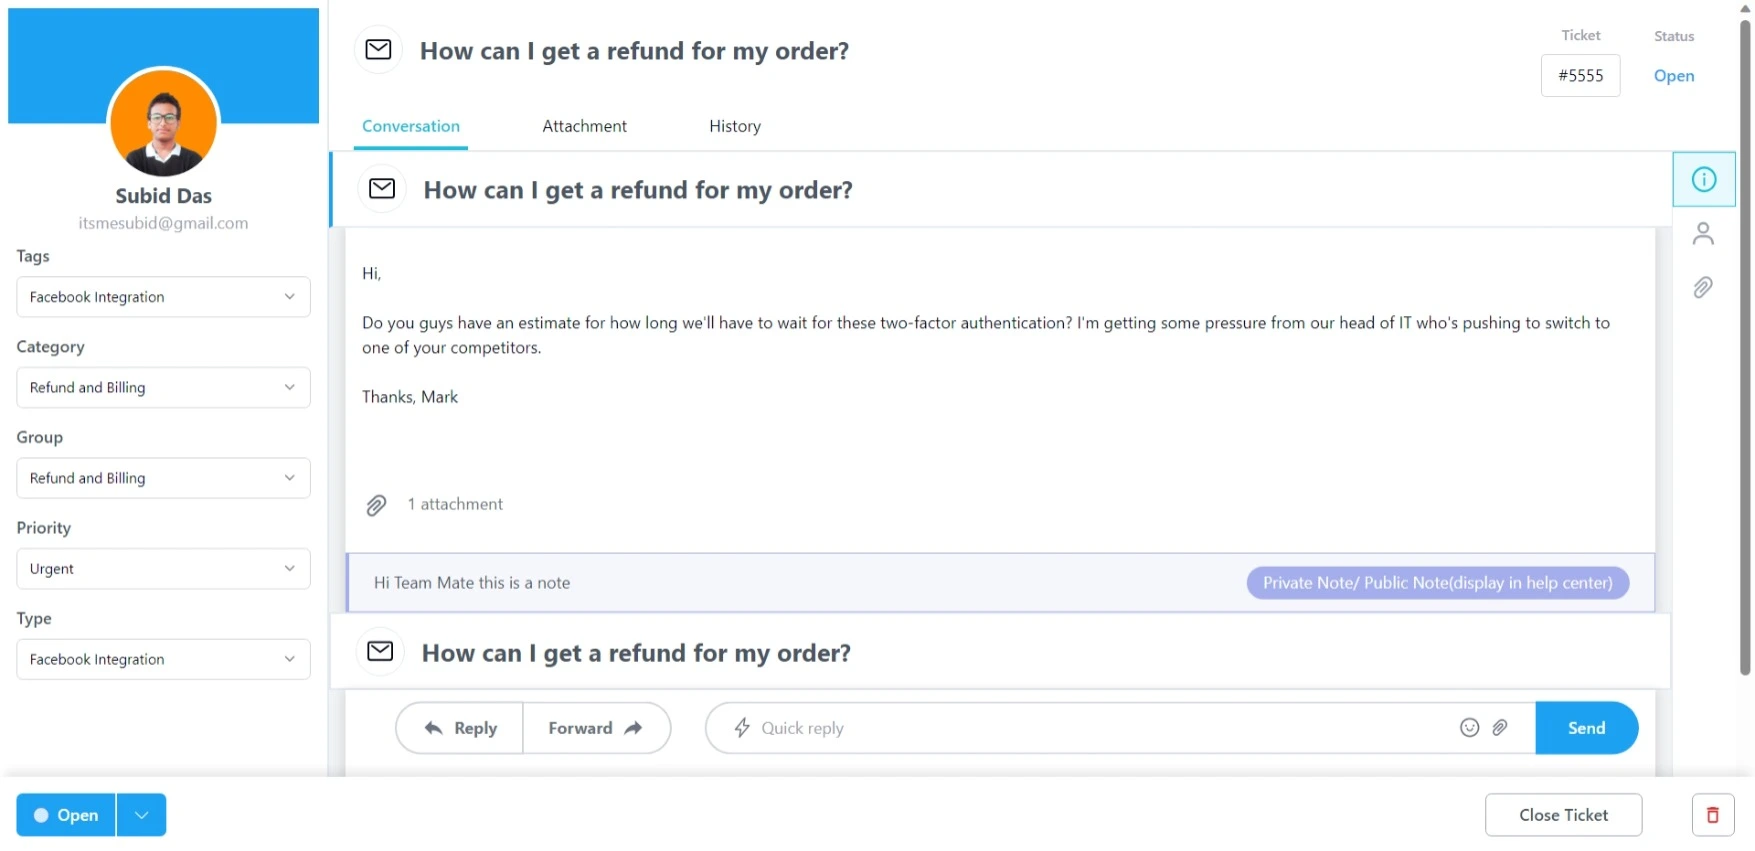 Subid Das
itsmesubid@gmail.com
Tags
Facebook Integration
Category
Refund and Billing
Group
Refund and Billing
Priority
Urgent
Type
Facebook Integration
How can I get a refund for my order?
Ticket
#5555
Status
Open
Conversation
Attachment
History
How can I get a refund for my order?
Hi,
Do you guys have an estimate for how long we'll have to wait for these two-factor authentication? I'm getting some pressure from our head of IT who's pushing to switch to
one of your competitors.
Thanks, Mark
1 attachment
Hi Team Mate this is a note
Private Note/ Public Note(display in help center)
How can I get a refund for my order?
Reply
Forward
Quick reply
Send
Open
Close Ticket